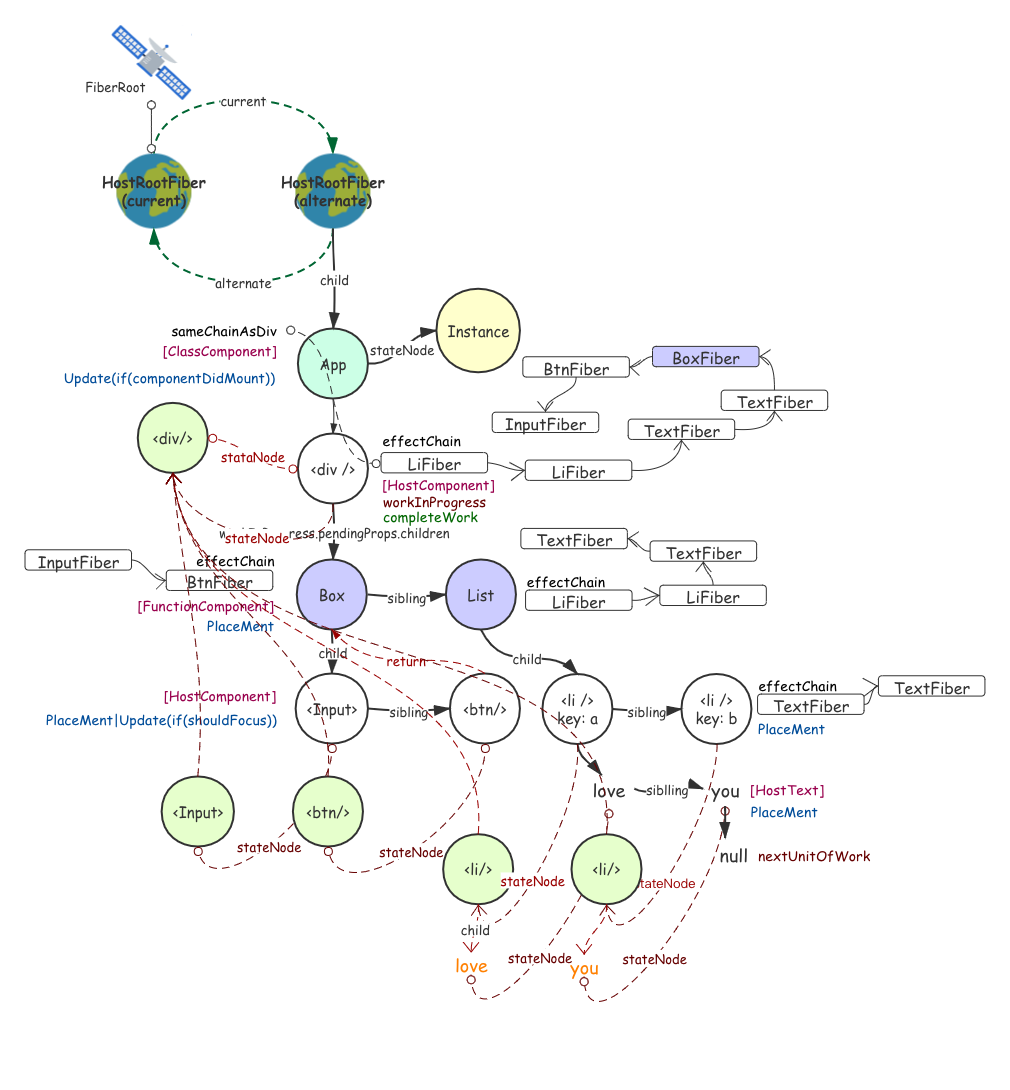 FiberRoot
current
HostRootFiber
(current)
HostRootFiber
(alternate)
alternate
child
sameChainAsDiv
[ClassComponent]
Update(if(componentDidMount))
App
stateNode
Instance
BtnFiber
BoxFiber
InputFiber
TextFiber
TextFiber
<div/>
stataNode
<div />
effectChain
LiFiber
LiFiber
[HostComponent]
workInProgress
completeWork
stateNode
ress.pendingProps.children
TextFiber
TextFiber
InputFiber
effectChain
BtnFiber
effectChain
LiFiber
LiFiber
[FunctionComponent]
PlaceMent
Box
sibling
List
child
return
child
[HostComponent]
PlaceMent|Update(if(shouldFocus))
<Input>
sibling
<btn/>
<li />
key: a
sibling
<li />
key: b
effectChain
TextFiber
TextFiber
PlaceMent
love
siblling
you
[HostText]
PlaceMent
<Input>
<btn/>
stateNode
stateNode
null
nextUnitOfWork
<li/>
stateNode
<li/>
tateNode
child
love
stateNode
you
stateNode